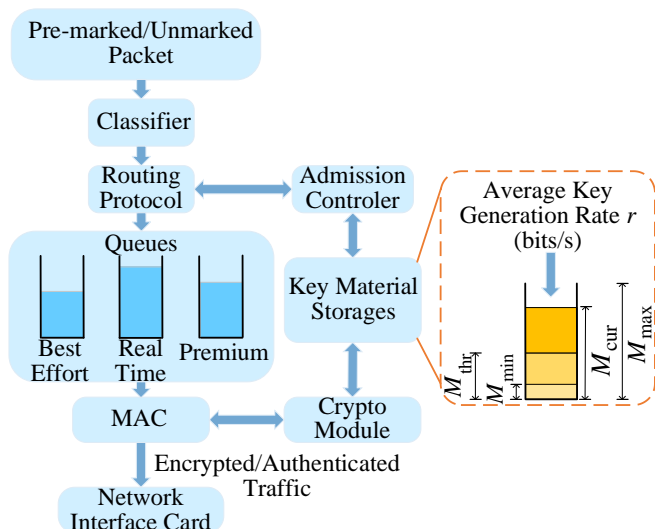 Pre-marked/Unmarked
Packet
Classifier
Routing
Protocol
Admission
Controler
Queues
Best
Effort
Real
Time
Premium
Key Material
Storages
MAC
Crypto
Module
Encrypted/Authenticated
Traffic
Network
Interface Card
Average Key
Generation Rate r
(bits/s)
M_thr
M_min
M_cur
M_max